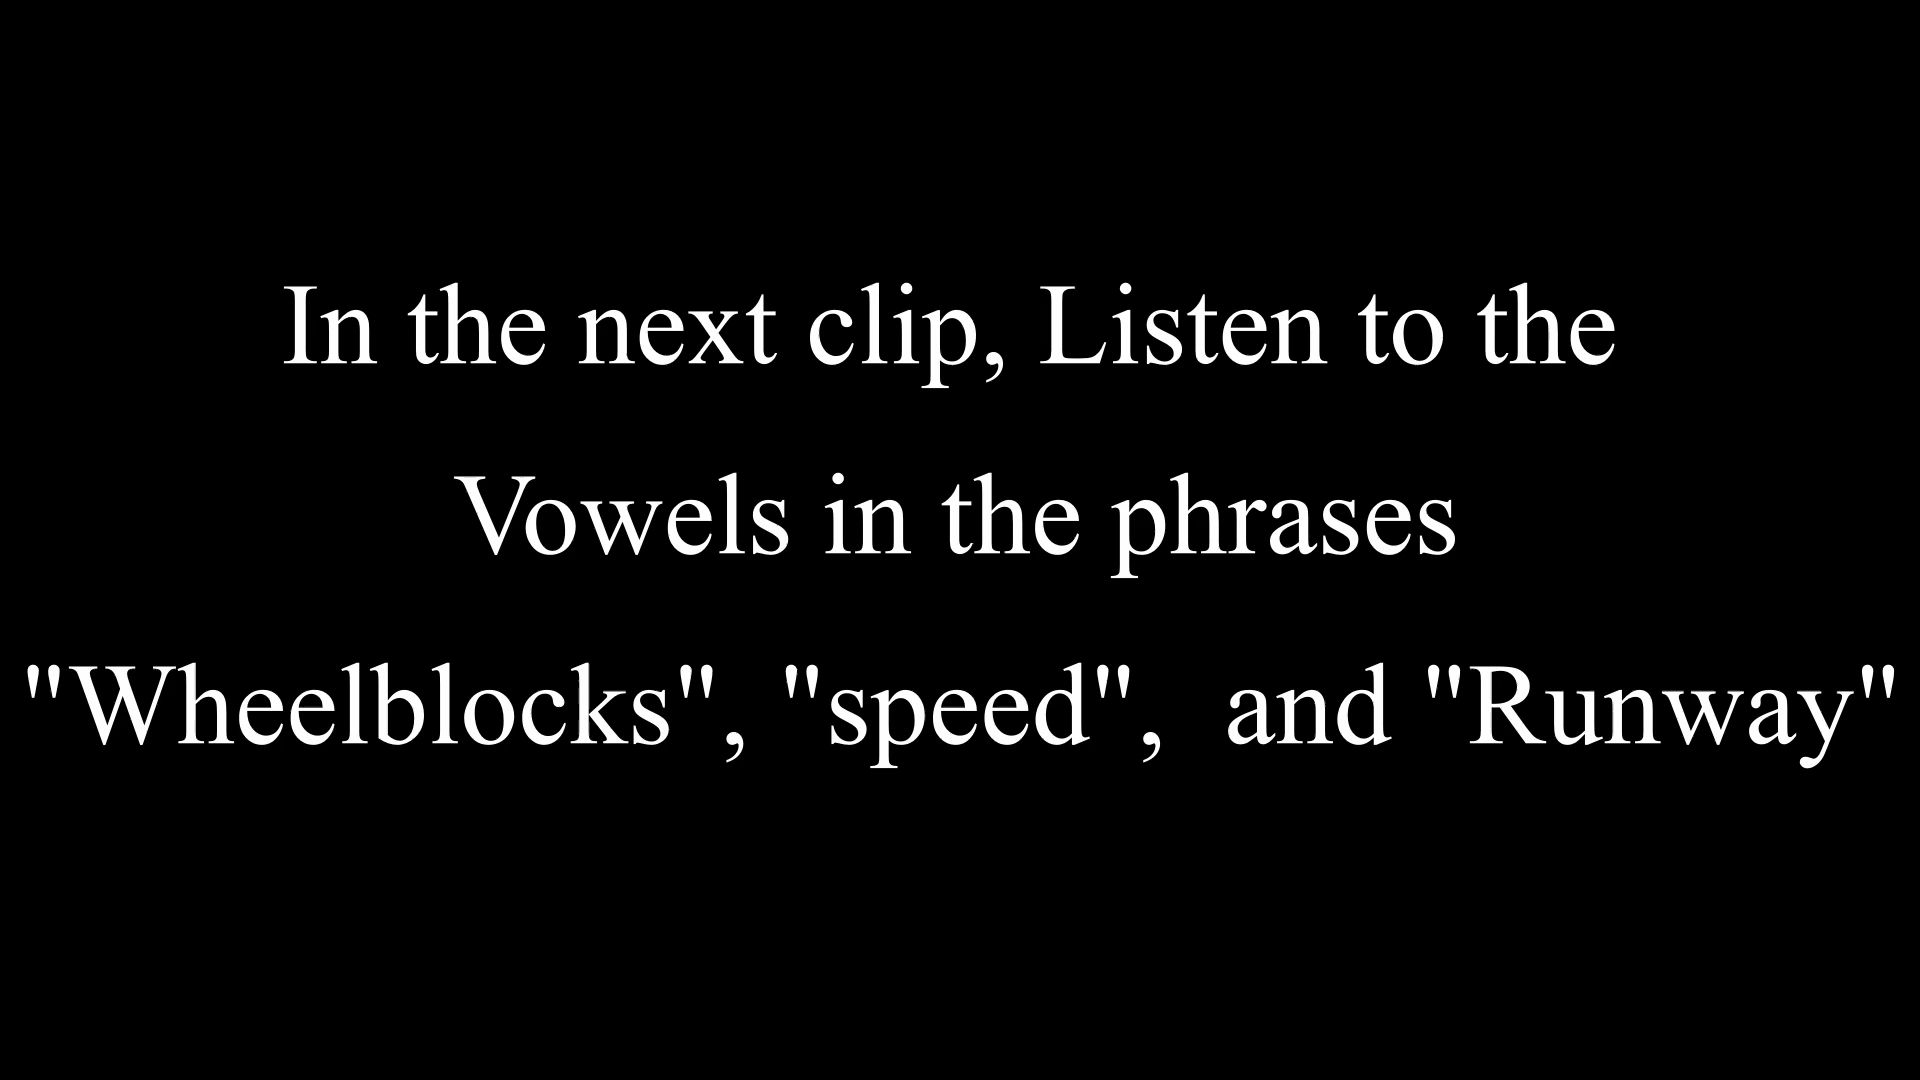 In the next clip, Listen to the
Vowels in the phrases
"Wheelblocks", "speed",  and "Runway"